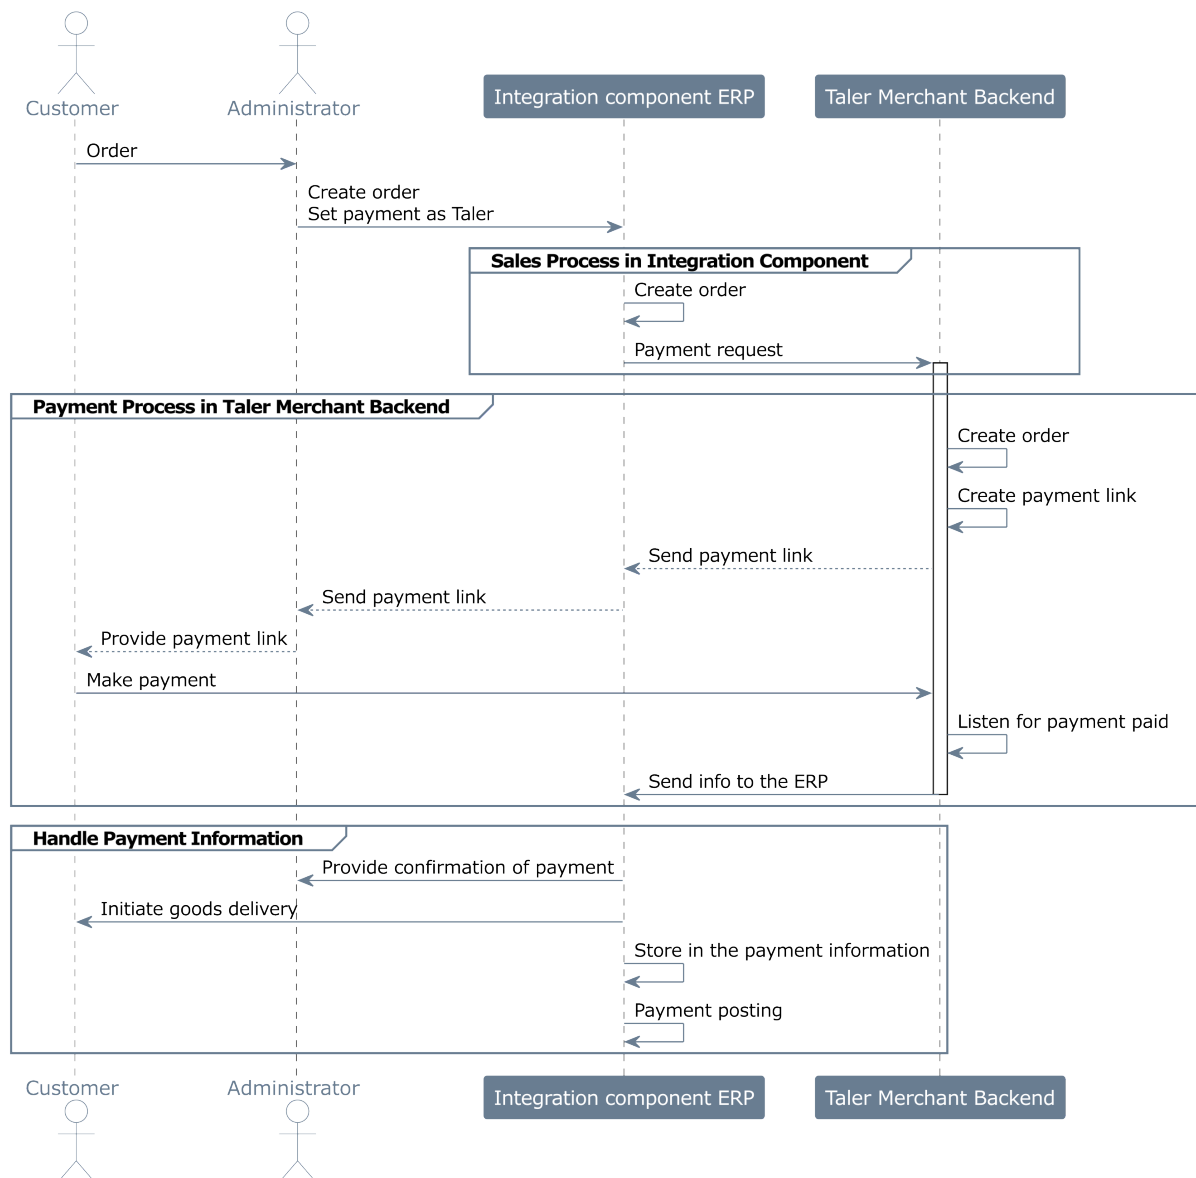 Customer
Administrator
Integration component ERP
Taler Merchant Backend
Order
Create order
Set payment as Taler
Sales Process in Integration Component
Create order
Payment request
Payment Process in Taler Merchant Backend
Create order
Create payment link
Send payment link
Send payment link
Provide payment link
Make payment
Listen for payment paid
Send info to the ERP
Handle Payment Information
Provide confirmation of payment
Initiate goods delivery
Store in the payment information
Payment posting
Customer
Administrator
Integration component ERP
Taler Merchant Backend